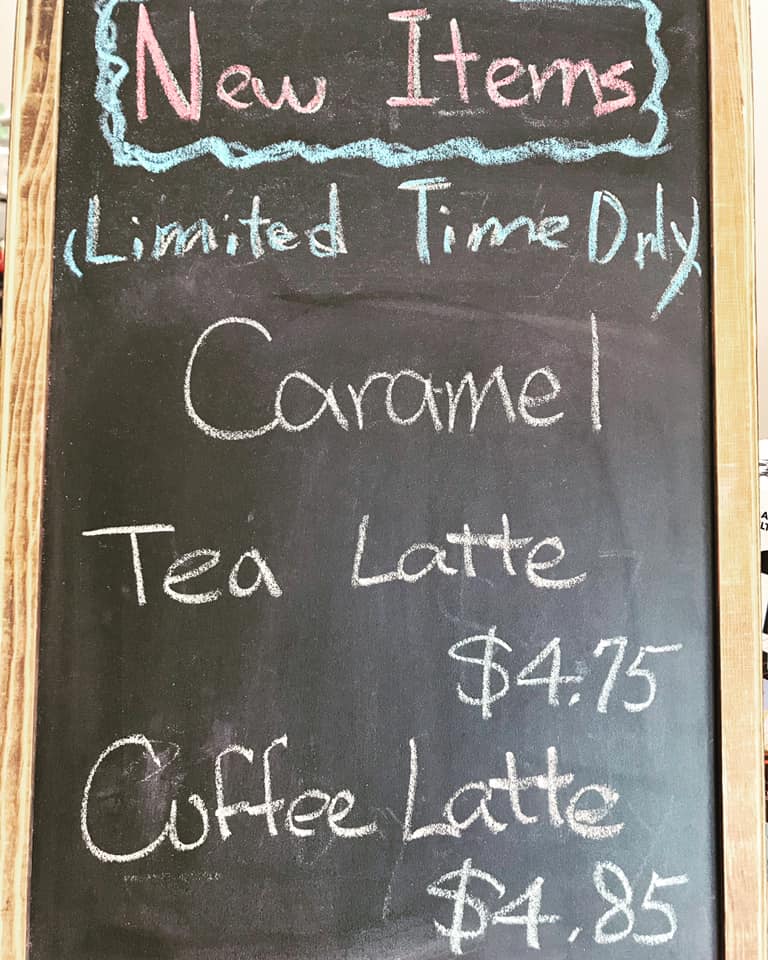 New Items
(Limited Time Only)
Caramel
Tea Latte
$4.75
Coffee Latte
$4.85